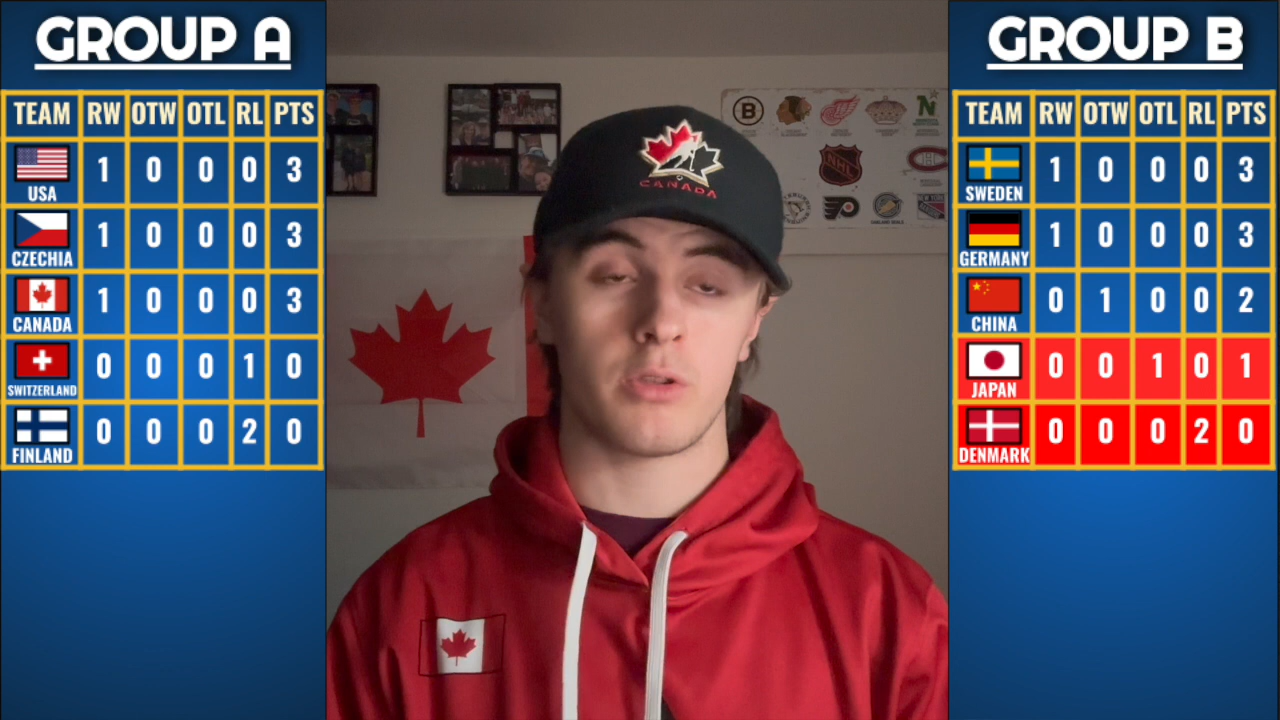 GROUP A
TEAM RW OTW OTL RL PTS
USA 1 0 0 0 3
CZECHIA 1 0 0 0 3
CANADA 1 0 0 0 3
SWITZERLAND 0 0 0 1 0
FINLAND 0 0 0 2 0
CANADA
B
N
NHL
GROUP B
TEAM RW OTW OTL RL PTS
SWEDEN 1 0 0 0 3
GERMANY 1 0 0 0 3
CHINA 0 1 0 0 2
JAPAN 0 0 1 0 1
DENMARK 0 0 0 2 0